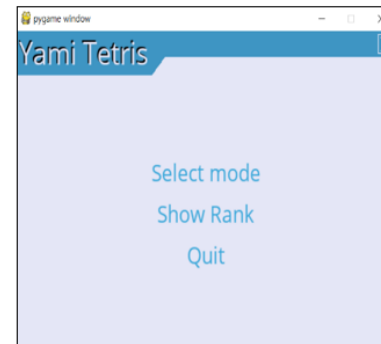 pygame window
Yami Tetris
Select mode
Show Rank
Quit